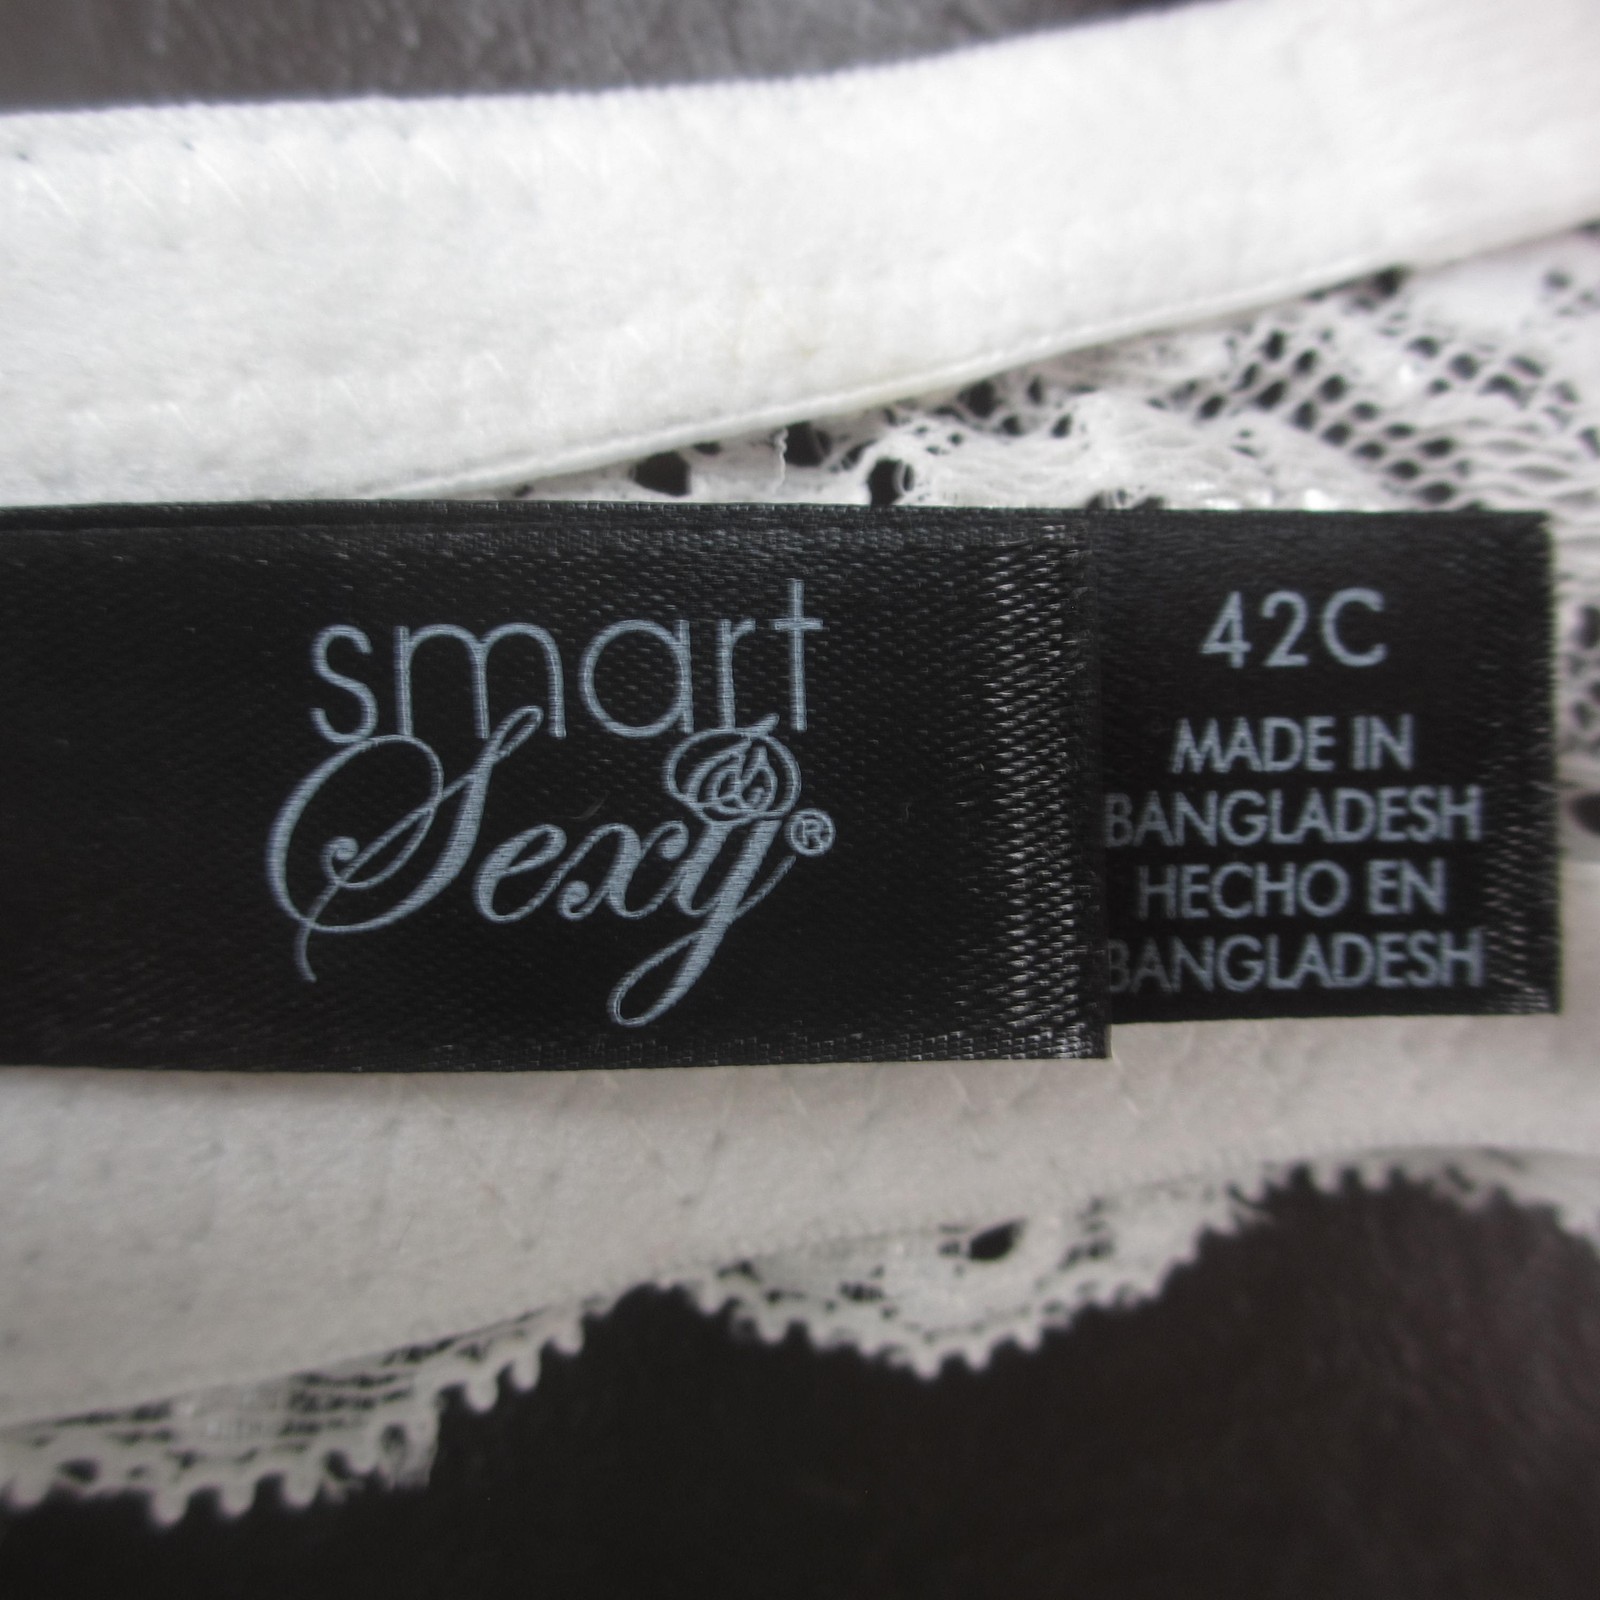 smart
Sexy®
42C
MADE IN
BANGLADESH
HECHO EN
BANGLADESH